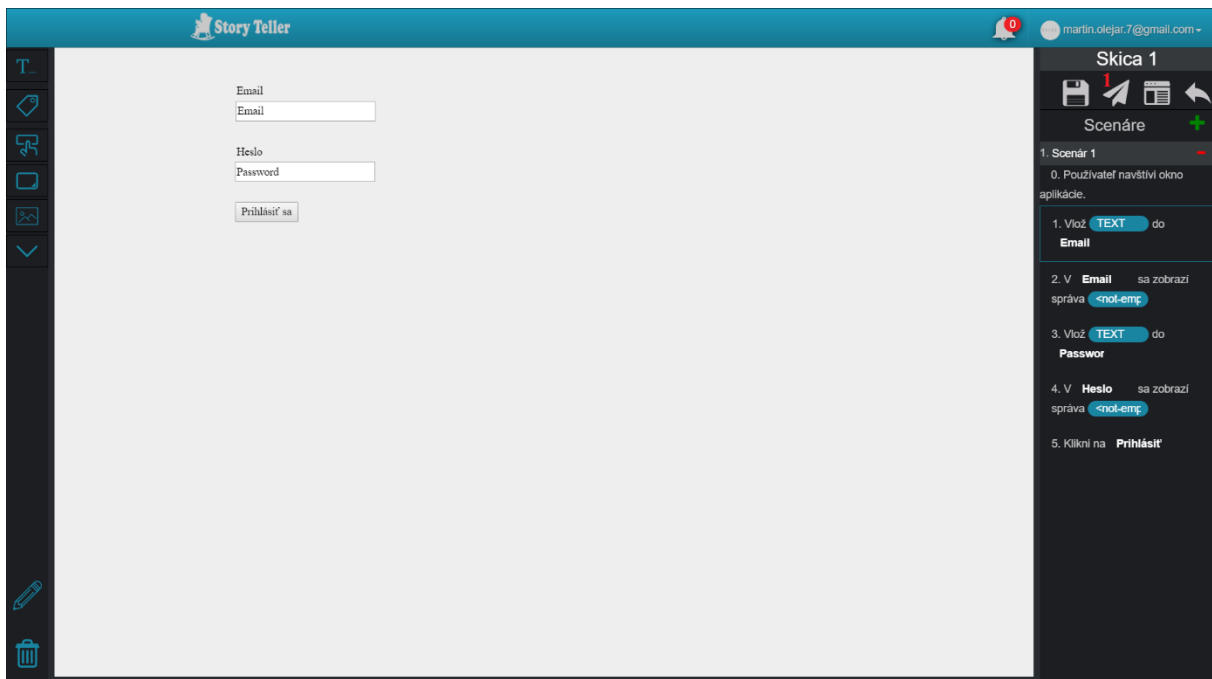 Story Teller
0
martin.olejar.7@gmail.com
T_
Email
Email
Heslo
Password
Prihlásiť sa
Skica 1
1
Scenáre
1. Scenár 1
0. Používateľ navštívi okno
aplikácie.
1. Vlož TEXT do
Email
2. V Email sa zobrazí
správa <not-emp
3. Vlož TEXT do
Passwor
4. V Heslo sa zobrazí
správa <not-emp
5. Klikni na Prihlásiť